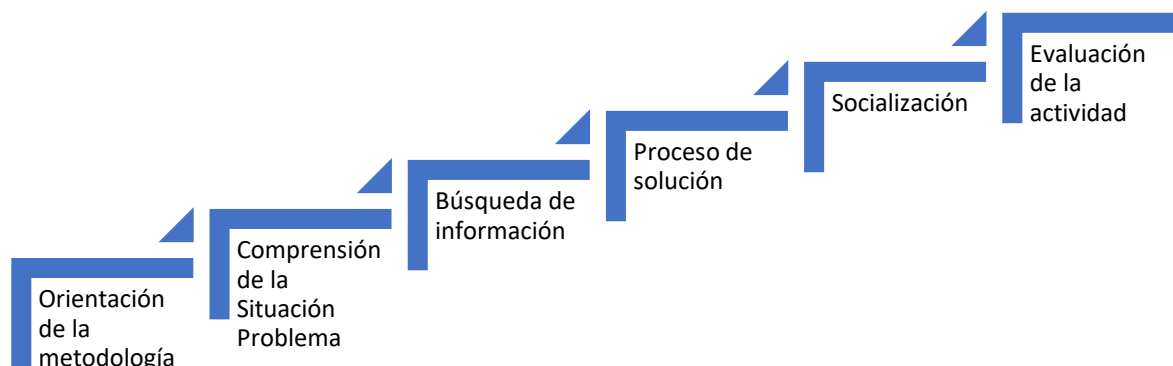 Orientación
de la
metodología
Comprensión
de la
Situación
Problema
Búsqueda de
información
Proceso de
solución
Socialización
Evaluación
de la
actividad